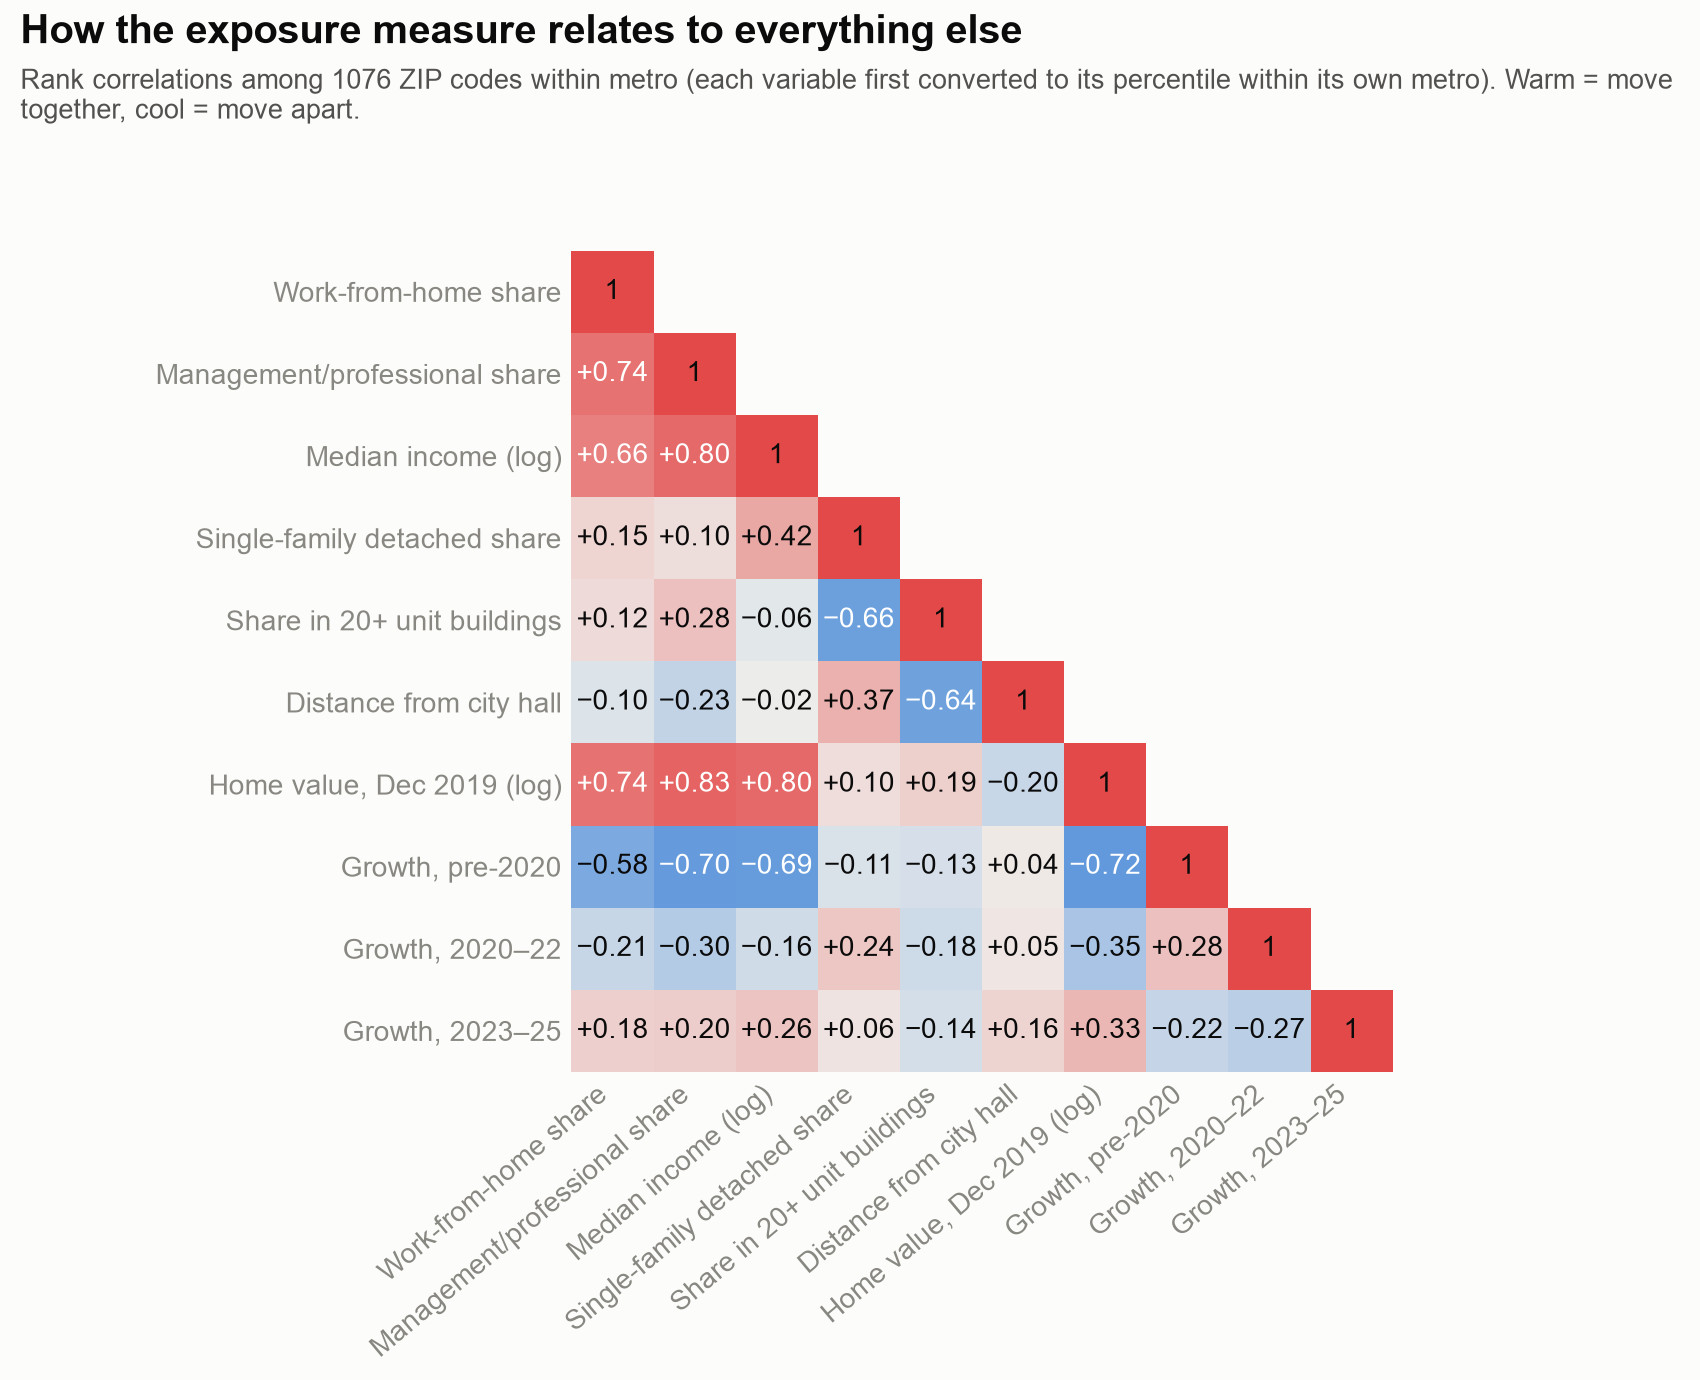 How the exposure measure relates to everything else
Rank correlations among 1076 ZIP codes within metro (each variable first converted to its percentile within its own metro). Warm = move
together, cool = move apart.
Work-from-home share 1
Management/professional share +0.74 1
Median income (log) +0.66 +0.80 1
Single-family detached share +0.15 +0.10 +0.42 1
Share in 20+ unit buildings +0.12 +0.28 −0.06 −0.66 1
Distance from city hall −0.10 −0.23 −0.02 +0.37 −0.64 1
Home value, Dec 2019 (log) +0.74 +0.83 +0.80 +0.10 +0.19 −0.20 1
Growth, pre-2020 −0.58 −0.70 −0.69 −0.11 −0.13 +0.04 −0.72 1
Growth, 2020–22 −0.21 −0.30 −0.16 +0.24 −0.18 +0.05 −0.35 +0.28 1
Growth, 2023–25 +0.18 +0.20 +0.26 +0.06 −0.14 +0.16 +0.33 −0.22 −0.27 1
Work-from-home share
Management/professional share
Median income (log)
Single-family detached share
Share in 20+ unit buildings
Distance from city hall
Home value, Dec 2019 (log)
Growth, pre-2020
Growth, 2020–22
Growth, 2023–25